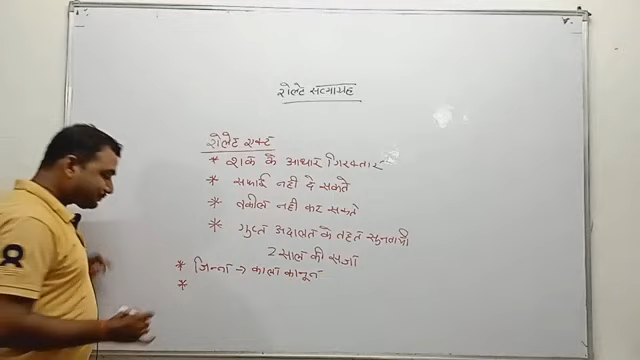 रोलेट सत्याग्रह
रोलेट एक्ट
* शक के आधार गिरफ्तार
* सफाई नही दे सकते
* वकील नही कर सकते
* गुप्त अदालत के तहत सुनवायी
2 साल की सजा
* जिन्ना → काला कानून
*